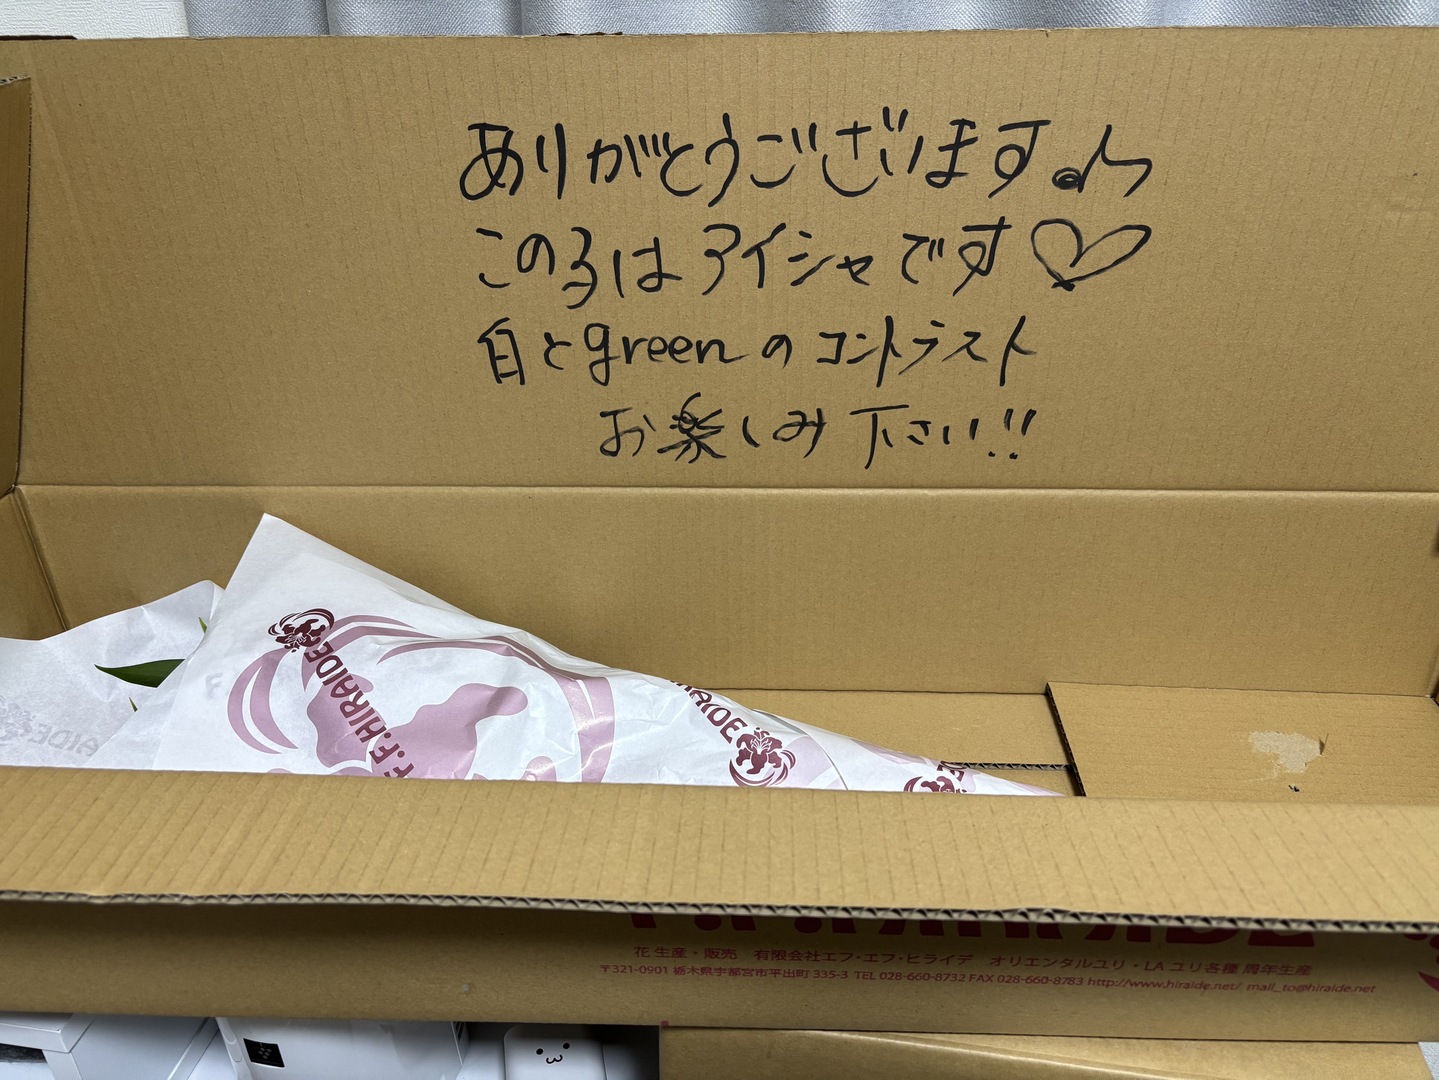 ありがとうございます。
この子はアイシャです♡
白とgreenのコントラスト
お楽しみ下さい!!
F.F.HIRAIDE
RAIDE
AIDE
花 生産・販売 有限会社エフ・エフ・ヒライデ オリエンタルユリ・LA ユリ各種 周年生産
〒321-0901 栃木県宇都宮市平出町 335-3 TEL 028-660-8732 FAX 028-660-8783 http://www.hiraide.net/ mail_to@hiraide.net